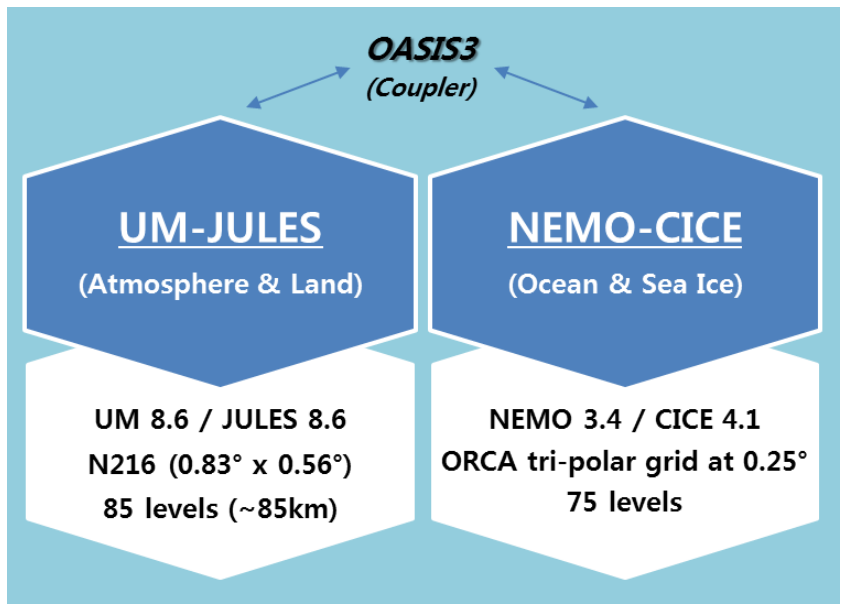 OASIS3
(Coupler)
UM-JULES
(Atmosphere & Land)
UM 8.6 / JULES 8.6
N216 (0.83° x 0.56°)
85 levels (~85km)
NEMO-CICE
(Ocean & Sea Ice)
NEMO 3.4 / CICE 4.1
ORCA tri-polar grid at 0.25°
75 levels